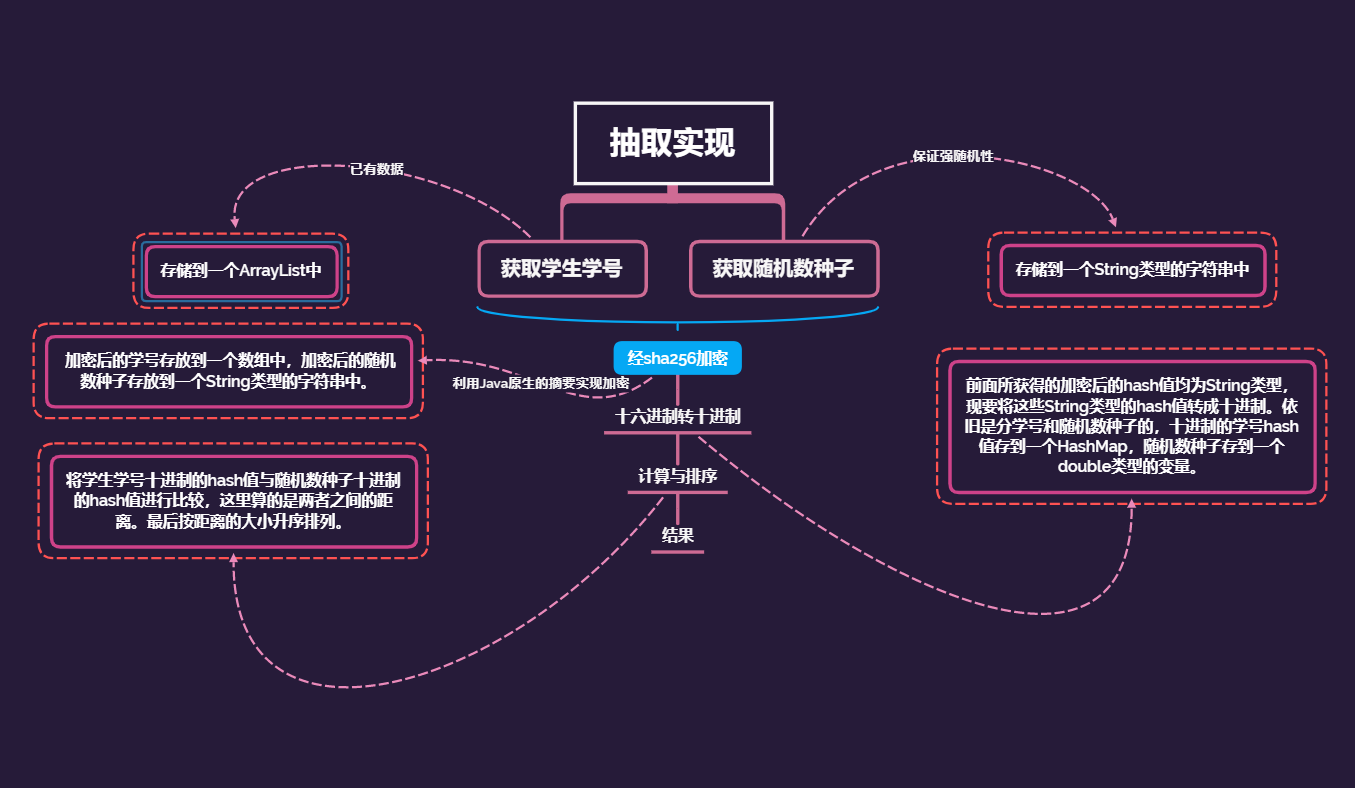 抽取实现
已有数据
保证强随机性
获取学生学号
获取随机数种子
存储到一个ArrayList中
存储到一个String类型的字符串中
经sha256加密
利用Java原生的摘要实现加密
加密后的学号存放到一个数组中，加密后的随机
数种子存放到一个String类型的字符串中。
前面所获得的加密后的hash值均为String类型，
现要将这些String类型的hash值转成十进制。依
旧是分学号和随机数种子的，十进制的学号hash
值存到一个HashMap，随机数种子存到一个
double类型的变量。
十六进制转十进制
计算与排序
将学生学号十进制的hash值与随机数种子十进制
的hash值进行比较，这里算的是两者之间的距
离。最后按距离的大小升序排列。
结果